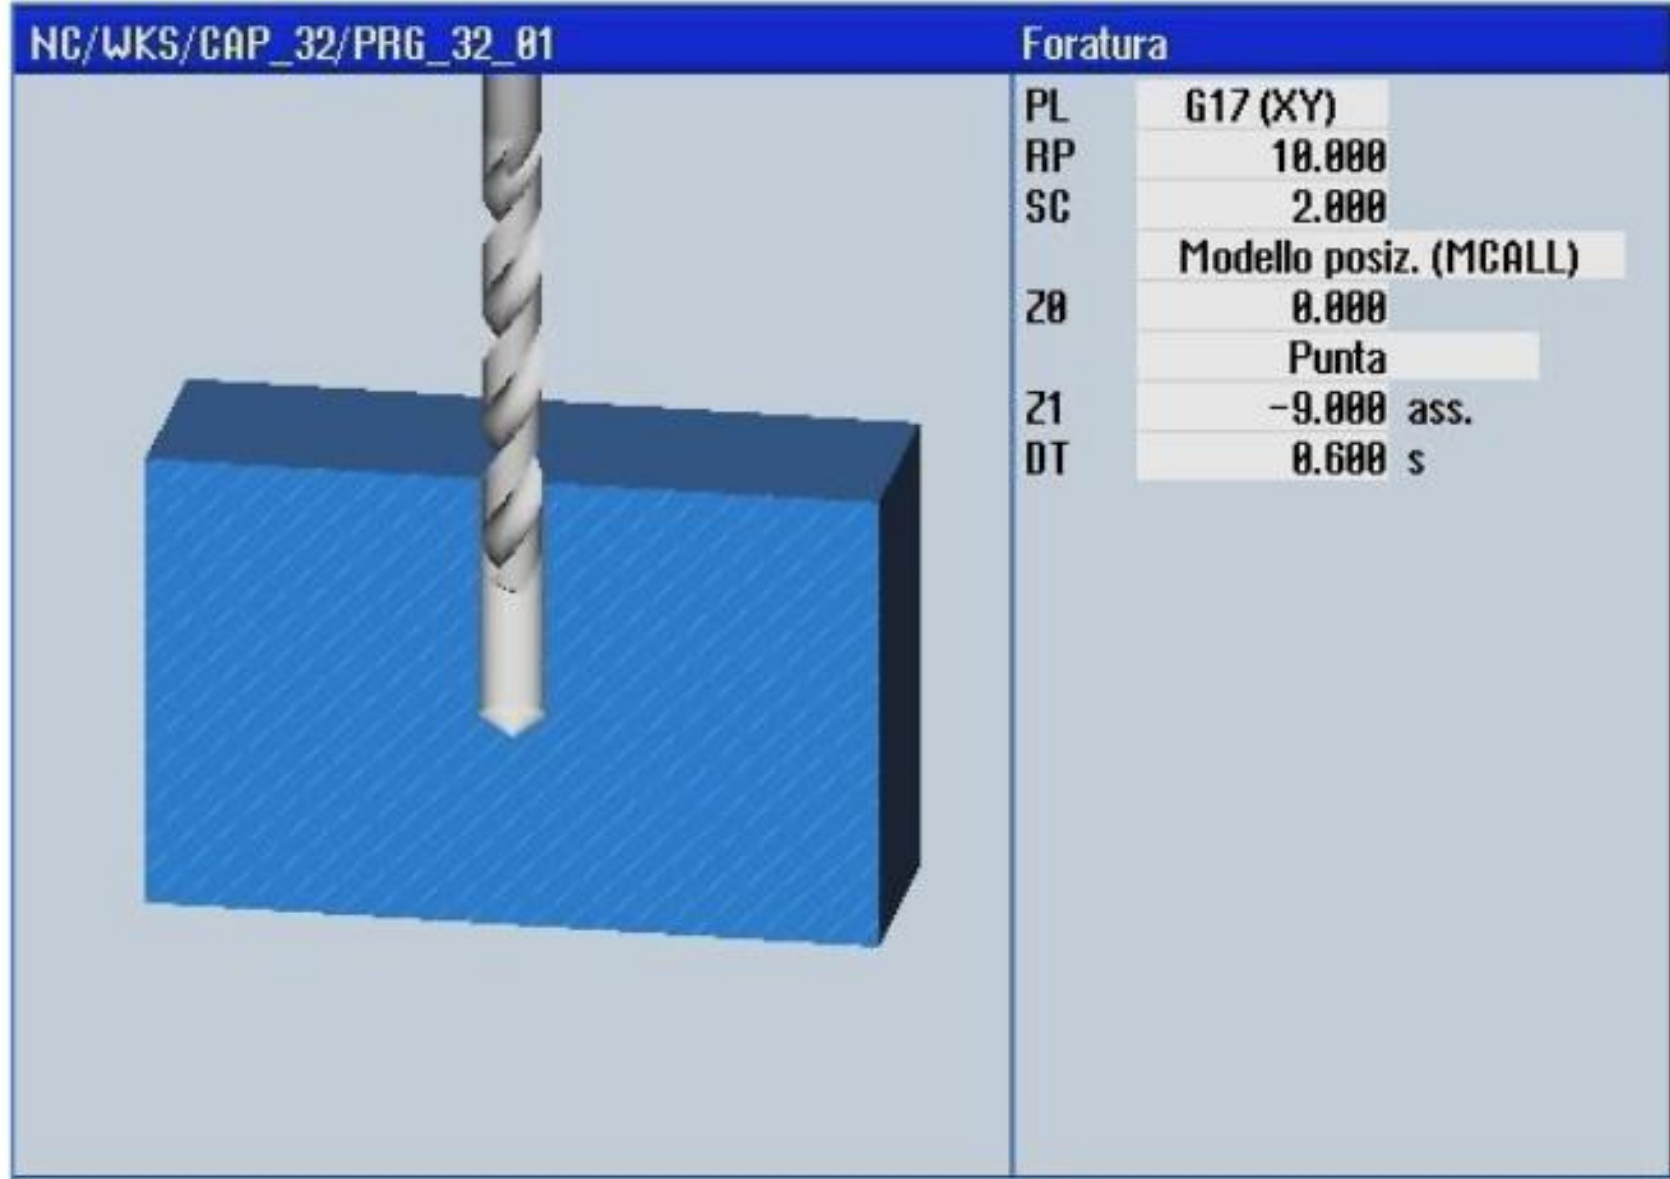 NC/WKS/CAP_32/PRG_32_01
Foratura
PL G17 (XY)
RP 10.000
SC 2.000
Modello posiz. (MCALL)
Z0 0.000
Punta
Z1 -9.000 ass.
DT 0.600 s